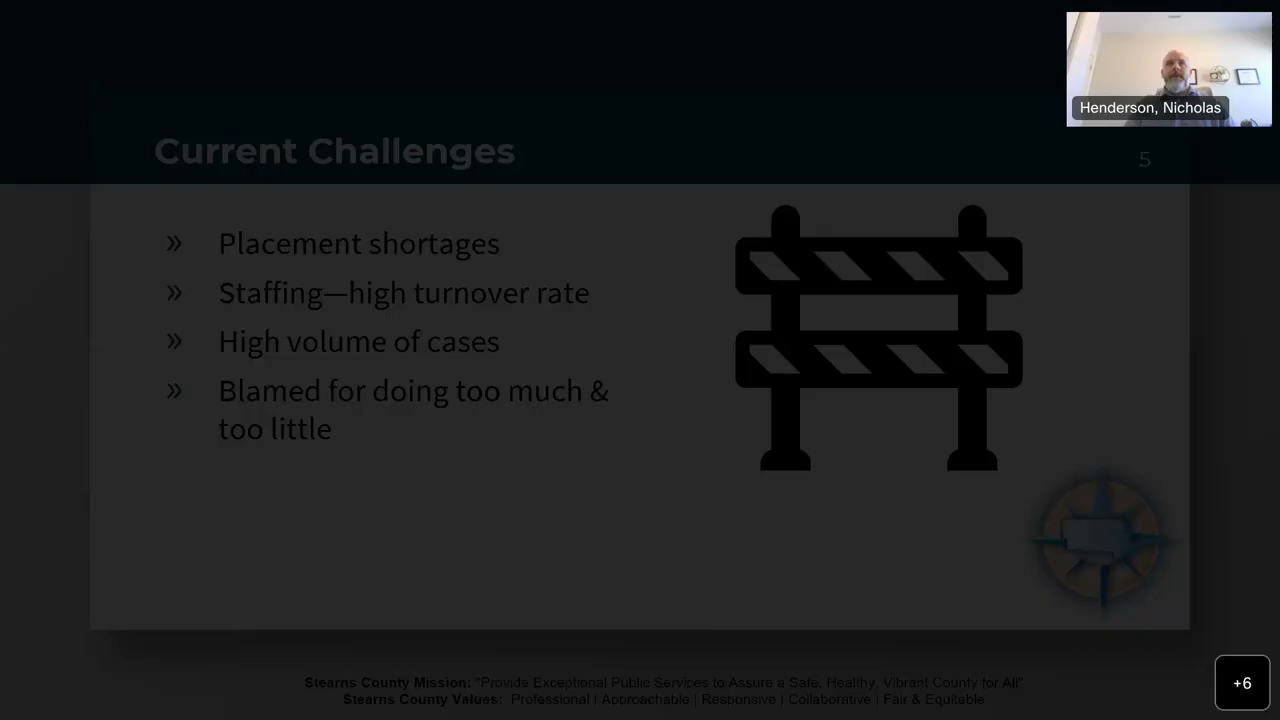 Henderson, Nicholas
Current Challenges
5
» Placement shortages
» Staffing—high turnover rate
» High volume of cases
» Blamed for doing too much &
too little
Stearns County Mission: "Provide Exceptional Public Services to Assure a Safe, Healthy, Vibrant County for All"
Stearns County Values: Professional | Approachable | Responsive | Collaborative | Fair & Equitable
+6